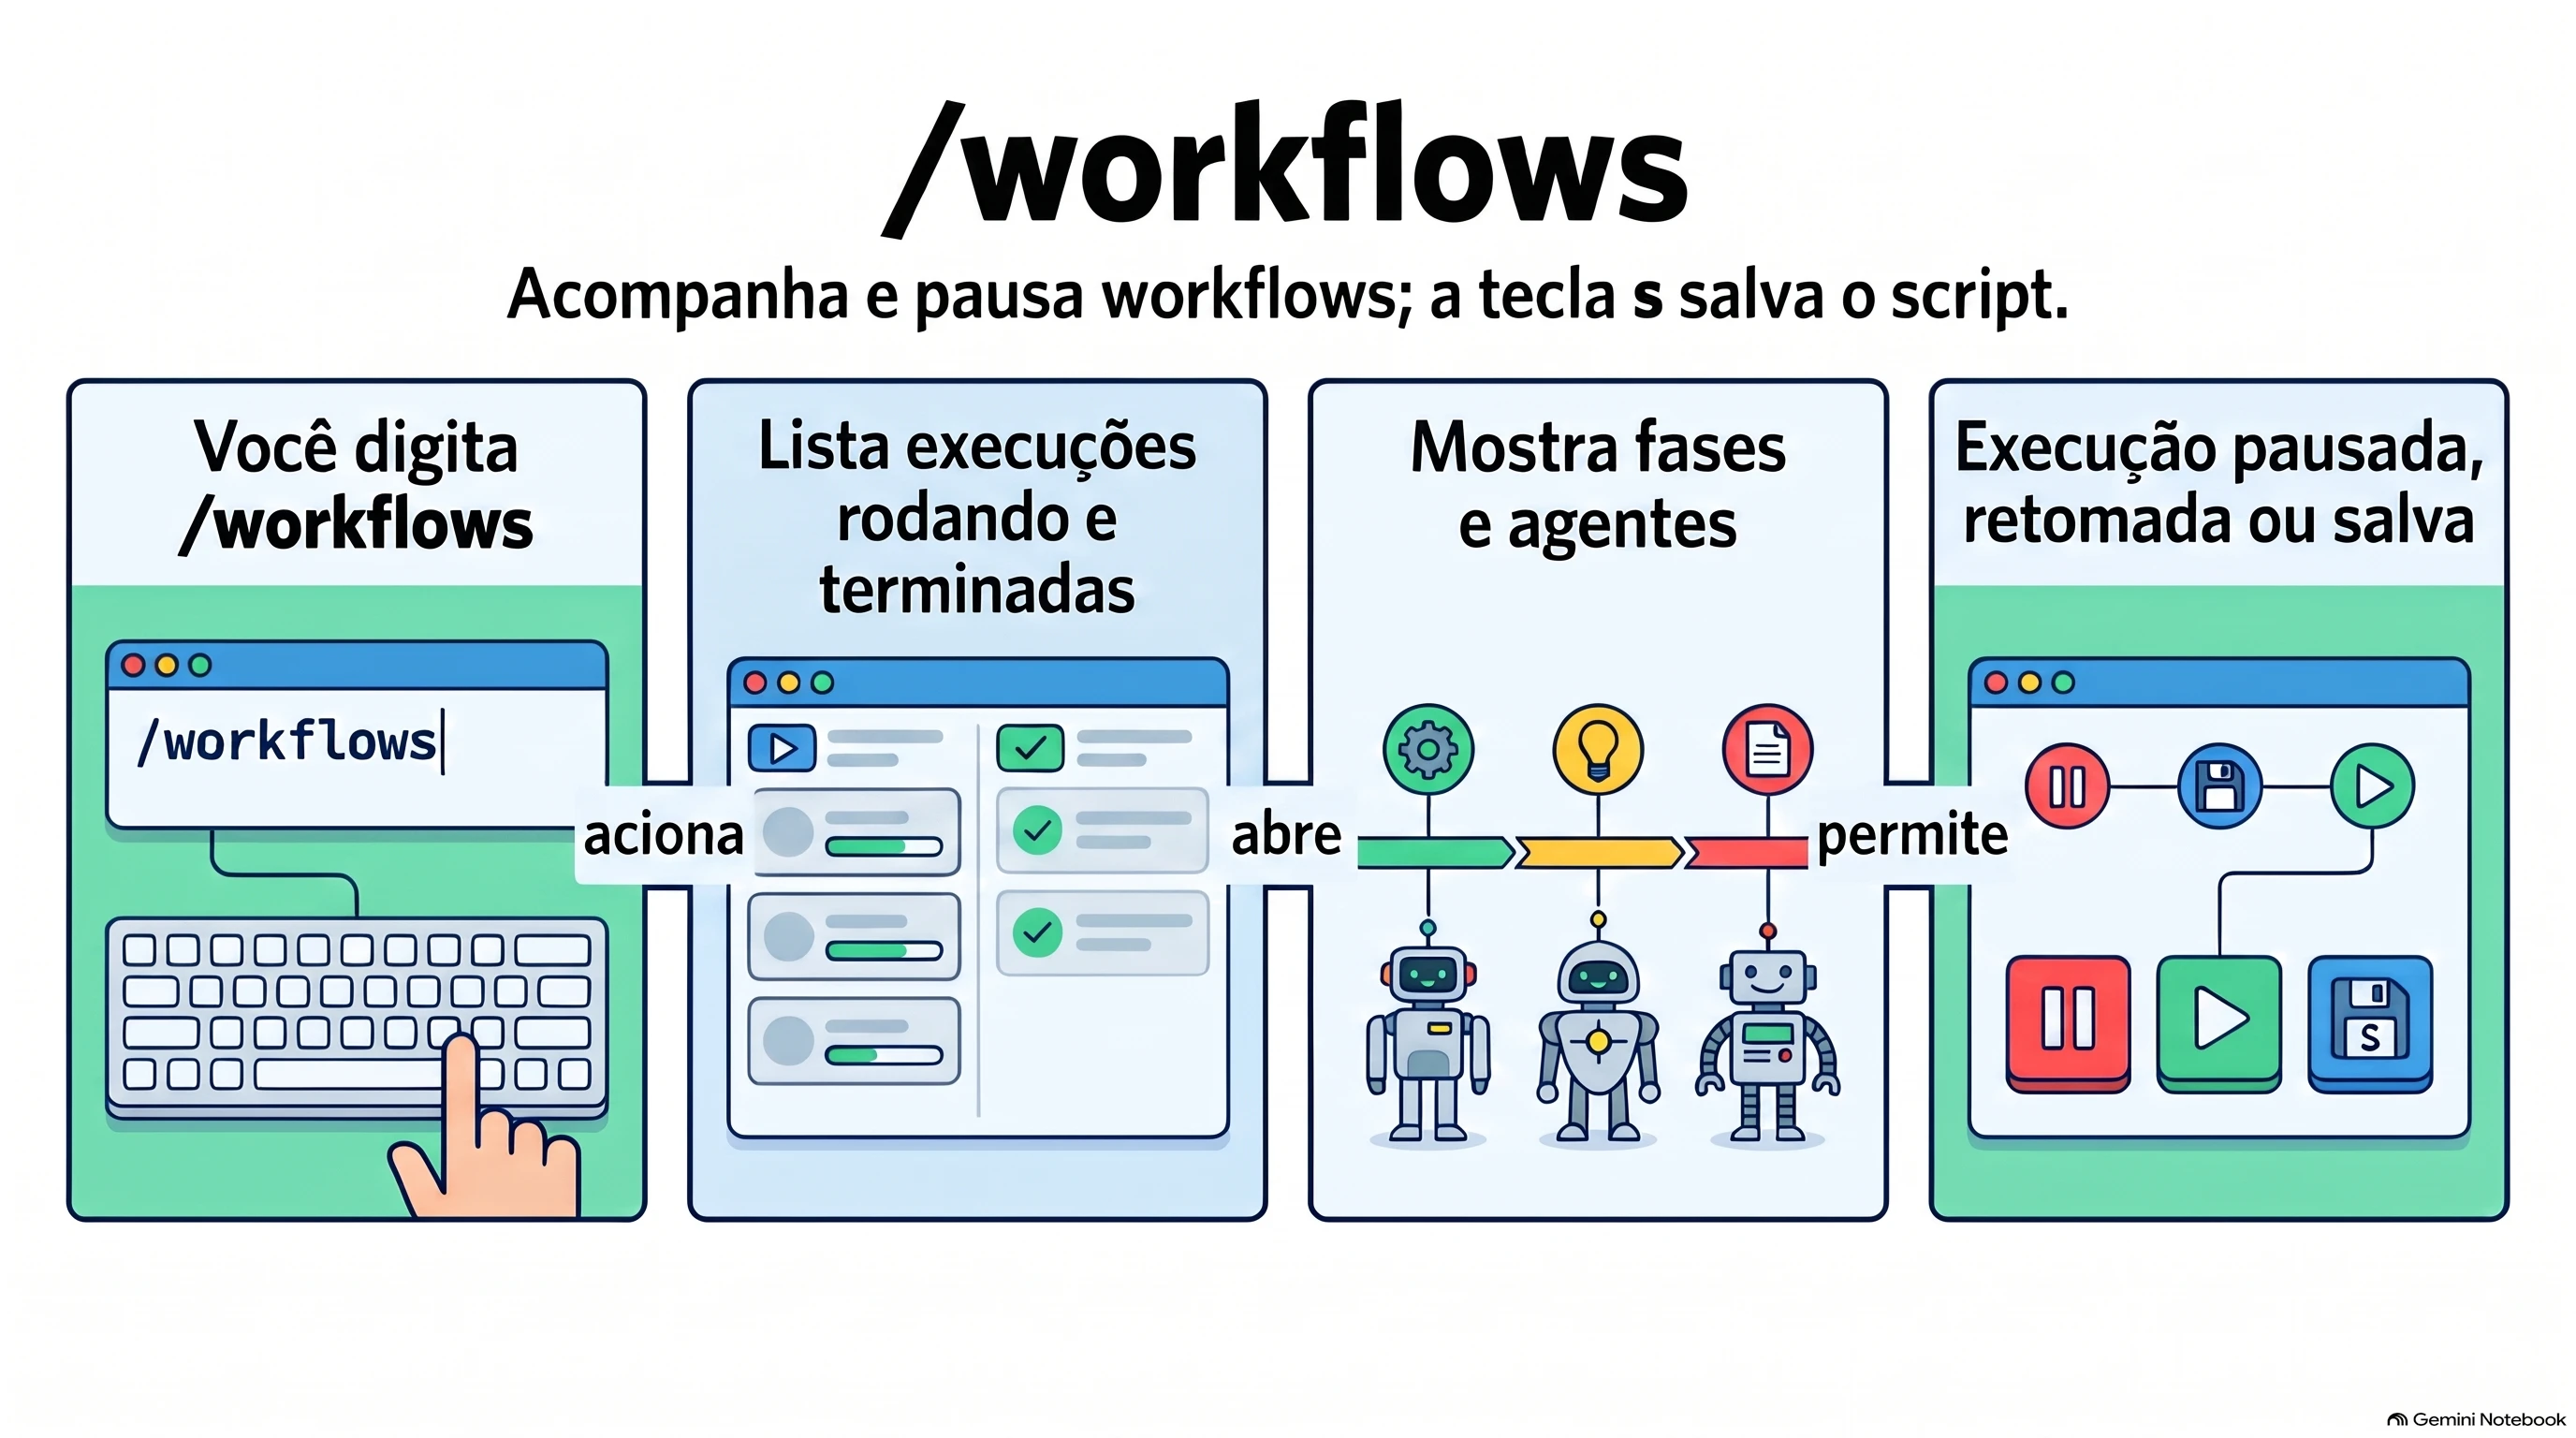 /workflows
Acompanha e pausa workflows; a tecla s salva o script.
Você digita
/workflows
/workflows
aciona
Lista execuções
rodando e
terminadas
abre
Mostra fases
e agentes
permite
Execução pausada,
retomada ou salva
S
Gemini Notebook